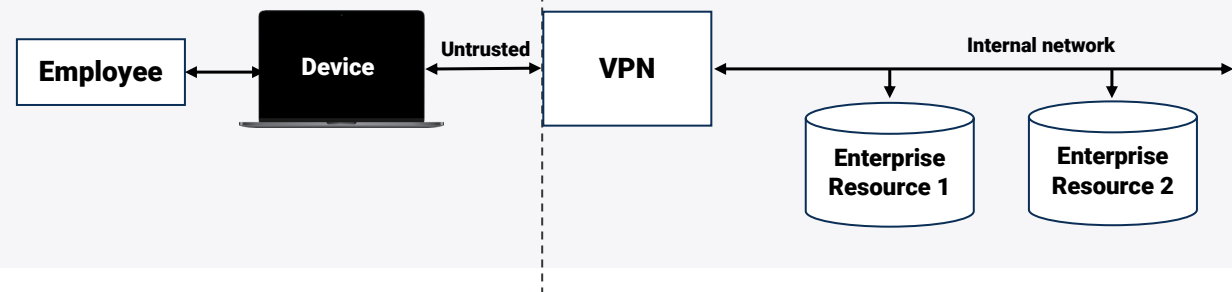 Employee
Device
Untrusted
VPN
Internal network
Enterprise
Resource 1
Enterprise
Resource 2